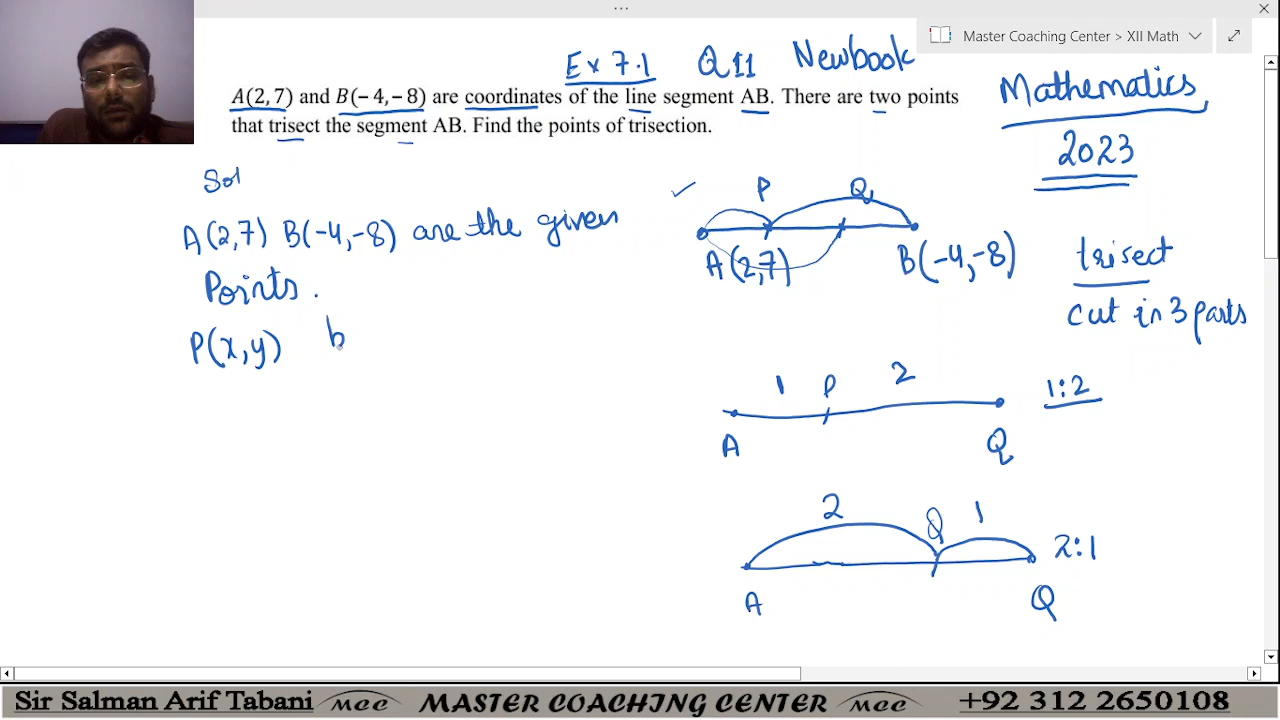 Master Coaching Center > XII Math
Ex 7.1 Q11 Newbook
A(2, 7) and B(– 4, – 8) are coordinates of the line segment AB. There are two points
that trisect the segment AB. Find the points of trisection.
Mathematics
2023
Sol
A(2,7) B(-4,-8) are the given
Points.
P(x,y) b
P Q
A(2,7) B(-4,-8)
trisect
cut in 3 parts
1 P 2 1:2
A Q
2 Q 1 2:1
A Q
Sir Salman Arif Tabani mcc MASTER COACHING CENTER mcc +92 312 2650108